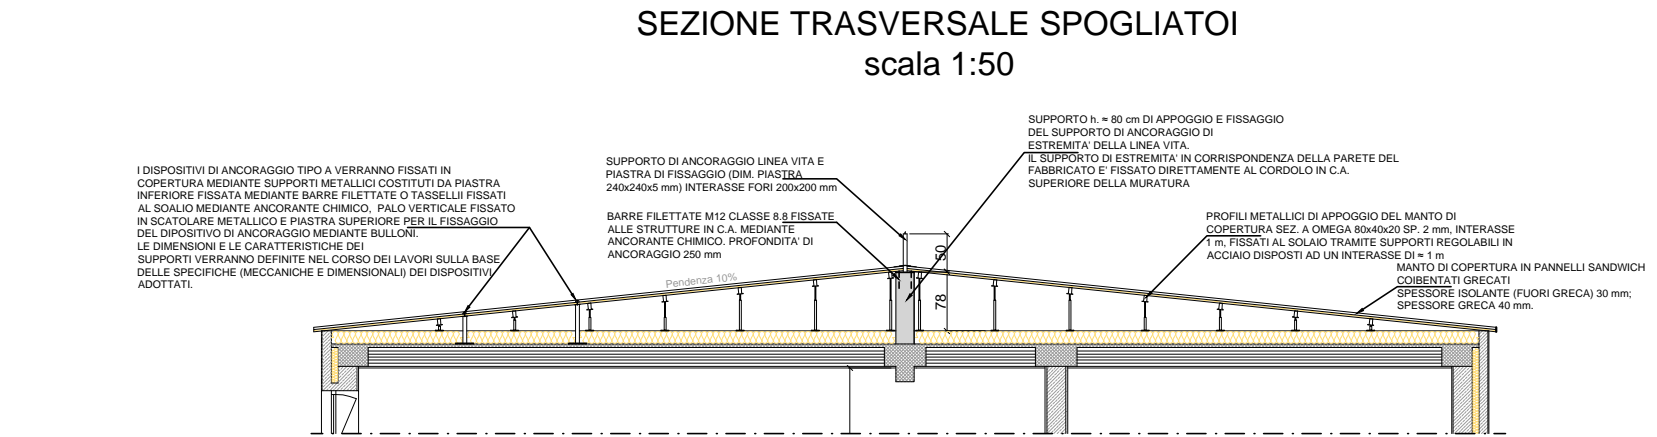 SEZIONE TRASVERSALE SPOGLIATOI
scala 1:50
I DISPOSITIVI DI ANCORAGGIO TIPO A VERRANNO FISSATI IN
COPERTURA MEDIANTE SUPPORTI METALLICI COSTITUTI DA PIASTRA
INFERIORE FISSATA MEDIANTE BARRE FILETTATE O TASSELLII FISSATI
AL SOALIO MEDIANTE ANCORANTE CHIMICO, PALO VERTICALE FISSATO
IN SCATOLARE METALLICO E PIASTRA SUPERIORE PER IL FISSAGGIO
DEL DIPOSITIVO DI ANCORAGGIO MEDIANTE BULLONI.
LE DIMENSIONI E LE CARATTERISTICHE DEI
SUPPORTI VERRANNO DEFINITE NEL CORSO DEI LAVORI SULLA BASE
DELLE SPECIFICHE (MECCANICHE E DIMENSIONALI) DEI DISPOSITIVI
ADOTTATI.
SUPPORTO DI ANCORAGGIO LINEA VITA E
PIASTRA DI FISSAGGIO (DIM. PIASTRA
240x240x5 mm) INTERASSE FORI 200x200 mm
BARRE FILETTATE M12 CLASSE 8.8 FISSATE
ALLE STRUTTURE IN C.A. MEDIANTE
ANCORANTE CHIMICO. PROFONDITA' DI
ANCORAGGIO 250 mm
SUPPORTO h. ≈ 80 cm DI APPOGGIO E FISSAGGIO
DEL SUPPORTO DI ANCORAGGIO DI
ESTREMITA' DELLA LINEA VITA.
IL SUPPORTO DI ESTREMITA' IN CORRISPONDENZA DELLA PARETE DEL
FABBRICATO E' FISSATO DIRETTAMENTE AL CORDOLO IN C.A.
SUPERIORE DELLA MURATURA
PROFILI METALLICI DI APPOGGIO DEL MANTO DI
COPERTURA SEZ. A OMEGA 80x40x20 SP. 2 mm, INTERASSE
1 m, FISSATI AL SOLAIO TRAMITE SUPPORTI REGOLABILI IN
ACCIAIO DISPOSTI AD UN INTERASSE DI ≈ 1 m
MANTO DI COPERTURA IN PANNELLI SANDWICH
COIBENTATI GRECATI
SPESSORE ISOLANTE (FUORI GRECA) 30 mm;
SPESSORE GRECA 40 mm.
Pendenza 10%
50
78